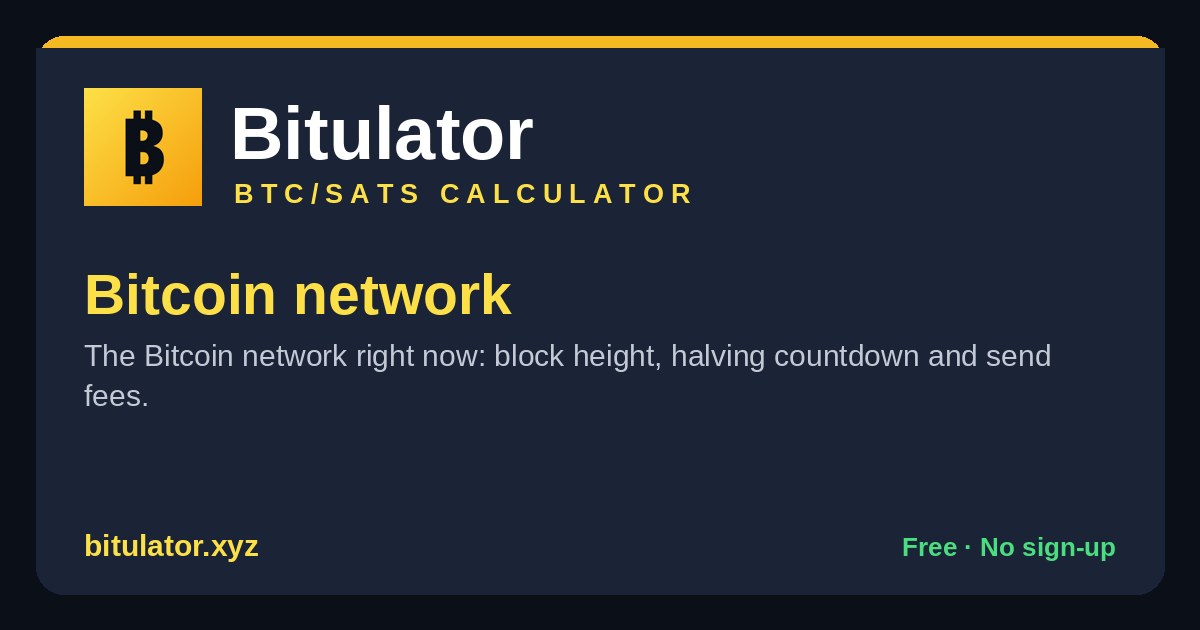 Bitulator
BTC/SATS CALCULATOR
Bitcoin network
The Bitcoin network right now: block height, halving countdown and send
fees.
bitulator.xyz
Free · No sign-up